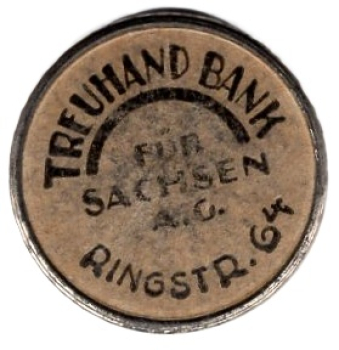 TREUHAND BANK
FÜR
SACHSEN
A.G.
RINGSTR. 64